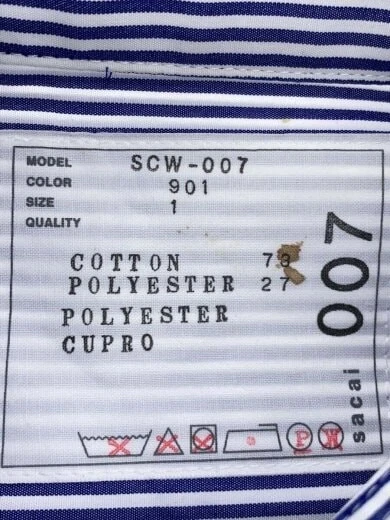 MODEL SCW-007
COLOR 901
SIZE 1
QUALITY
COTTON 73
POLYESTER 27
POLYESTER
CUPRO
sacai 007
P W